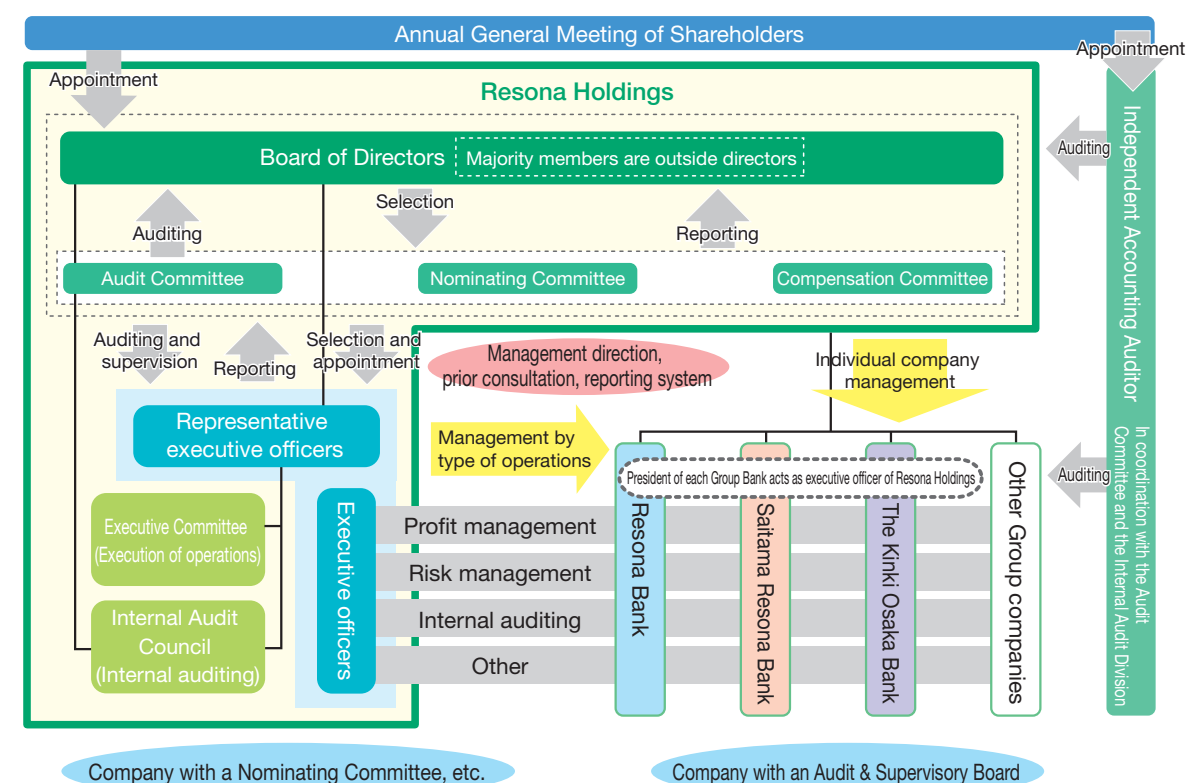 Annual General Meeting of Shareholders
Appointment
Appointment
Resona Holdings
Board of Directors
Majority members are outside directors
Auditing
Selection
Reporting
Auditing
Audit Committee
Nominating Committee
Compensation Committee
Auditing and
supervision
Reporting
Selection and
appointment
Management direction,
prior consultation, reporting system
Individual company
management
Representative
executive officers
Management by
type of operations
President of each Group Bank acts as executive officer of Resona Holdings
Auditing
Executive Committee
(Execution of operations)
Internal Audit
Council
(Internal auditing)
Executive officers
Profit management
Risk management
Internal auditing
Other
Resona Bank
Saitama Resona Bank
The Kinki Osaka Bank
Other Group companies
Independent Accounting Auditor
In coordination with the Audit
Committee and the Internal Audit Division
Company with a Nominating Committee, etc.
Company with an Audit & Supervisory Board